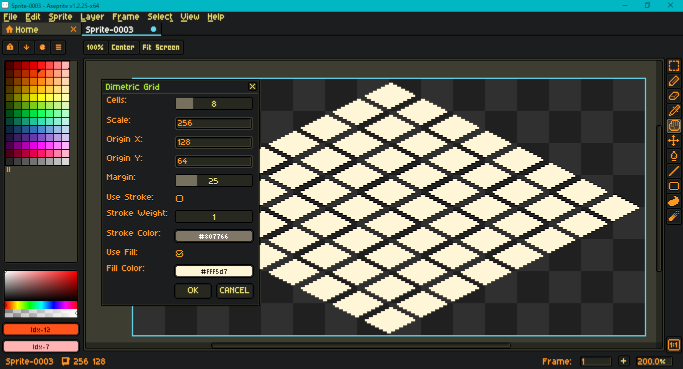 Sprite-0003 - Aseprite v1.2.25-x64
File Edit Sprite Layer Frame Select View Help
Home
Sprite-0003
100% Center Fit Screen
Dimetric Grid
Cells: 8
Scale: 256
Origin X: 128
Origin Y: 64
Margin: 25
Use Stroke:
Stroke Weight: 1
Stroke Color: #807766
Use Fill:
Fill Color: #FFF5d7
OK CANCEL
Idx-12
Idx-7
1:1
Sprite-0003 256 128 Frame: 1 + 200.0%